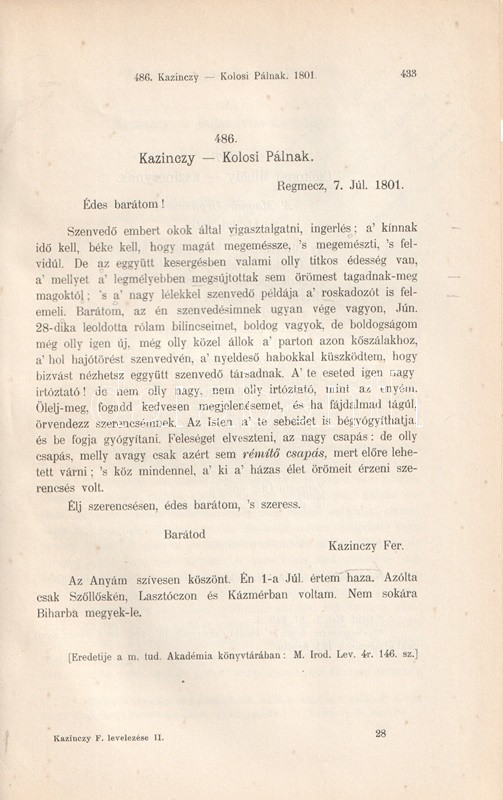 486. Kazinczy — Kolosi Pálnak. 1801. 433
486.
Kazinczy — Kolosi Pálnak.
Regmecz, 7. Júl. 1801.
Édes barátom!
Szenvedő embert okok által vigasztalgatni, ingerlés; a' kínnak
idő kell, béke kell, hogy magát megeméssze, 's megemészti, 's fel-
vidúl. De az eggyütt kesergésben valami olly titkos édesség van,
a' mellyet a' legmélyebben megsújtottak sem örömest tagadnak-meg
magoktól; 's a' nagy lélekkel szenvedő példája a' roskadozót is fel-
emeli. Barátom, az én szenvedésimnek ugyan vége vagyon, Jún.
28-dika leoldotta rólam bilincseimet, boldog vagyok, de boldogságom
még olly igen új, még olly közel állok a' parton azon kőszálakhoz,
a' hol hajótörést szenvedvén, a' nyeldeső habokkal küszködtem, hogy
bizvást nézhetsz eggyütt szenvedő társadnak. A' te eseted igen nagy
irtóztató! de nem olly nagy, nem olly irtóztató, mint az enyém.
Ölelj-meg, fogadd kedvesen megjelenésemet, és ha fájdalmad tágúl,
örvendezz szerencsémnek. Az Isten a' te sebeidet is bégyógyíthatja
és be fogja gyógyítani. Feleséget elveszteni, az nagy csapás: de olly
csapás, melly avagy csak azért sem rémítő csapás, mert előre lehe-
tett várni; 's köz mindennel, a' ki a' házas élet örömeit érzeni sze-
rencsés volt.
Élj szerencsésen, édes barátom, 's szeress.
Barátod
Kazinczy Fer.
Az Anyám szívesen köszönt. Én 1-a Júl. értem haza. Azólta
csak Szőllőskén, Lasztóczon és Kázmérban voltam. Nem sokára
Biharba megyek-le.
[Eredetije a m. tud. Akadémia könyvtárában: M. Irod. Lev. 4r. 146. sz.]
Kazinczy F. levelezése II. 28